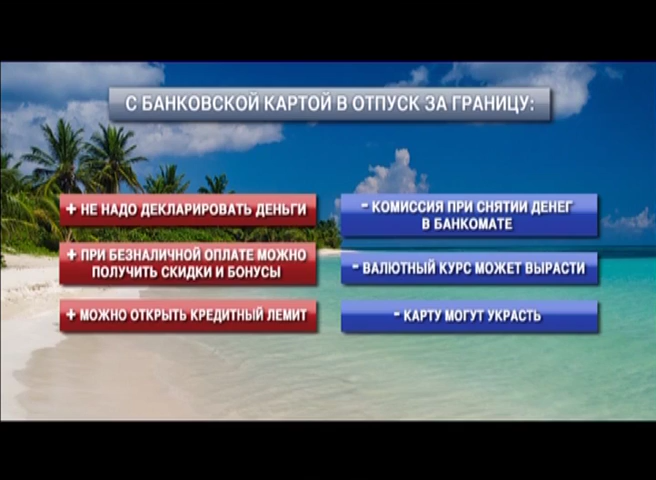 С БАНКОВСКОЙ КАРТОЙ В ОТПУСК ЗА ГРАНИЦУ:
+ НЕ НАДО ДЕКЛАРИРОВАТЬ ДЕНЬГИ
+ ПРИ БЕЗНАЛИЧНОЙ ОПЛАТЕ МОЖНО
ПОЛУЧИТЬ СКИДКИ И БОНУСЫ
+ МОЖНО ОТКРЫТЬ КРЕДИТНЫЙ ЛЕМИТ
- КОМИССИЯ ПРИ СНЯТИИ ДЕНЕГ
В БАНКОМАТЕ
- ВАЛЮТНЫЙ КУРС МОЖЕТ ВЫРАСТИ
- КАРТУ МОГУТ УКРАСТЬ